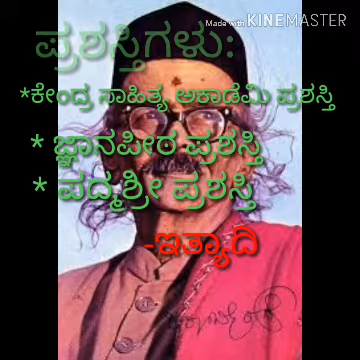 Made with KINEMASTER
ಪ್ರಶಸ್ತಿಗಳು:
*ಕೇಂದ್ರ ಸಾಹಿತ್ಯ ಅಕಾಡೆಮಿ ಪ್ರಶಸ್ತಿ
* ಜ್ಞಾನಪೀಠ ಪ್ರಶಸ್ತಿ
* ಪದ್ಮಶ್ರೀ ಪ್ರಶಸ್ತಿ
-ಇತ್ಯಾದಿ